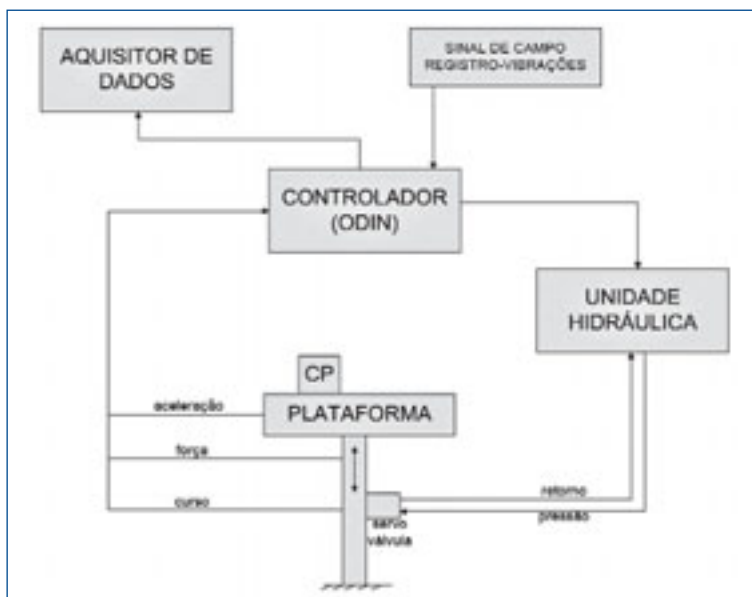 AQUISITOR DE
DADOS
SINAL DE CAMPO
REGISTRO-VIBRAÇÕES
CONTROLADOR
(ODIN)
UNIDADE
HIDRÁULICA
CP
PLATAFORMA
aceleração
força
curso
servo
válvula
retorno
pressão